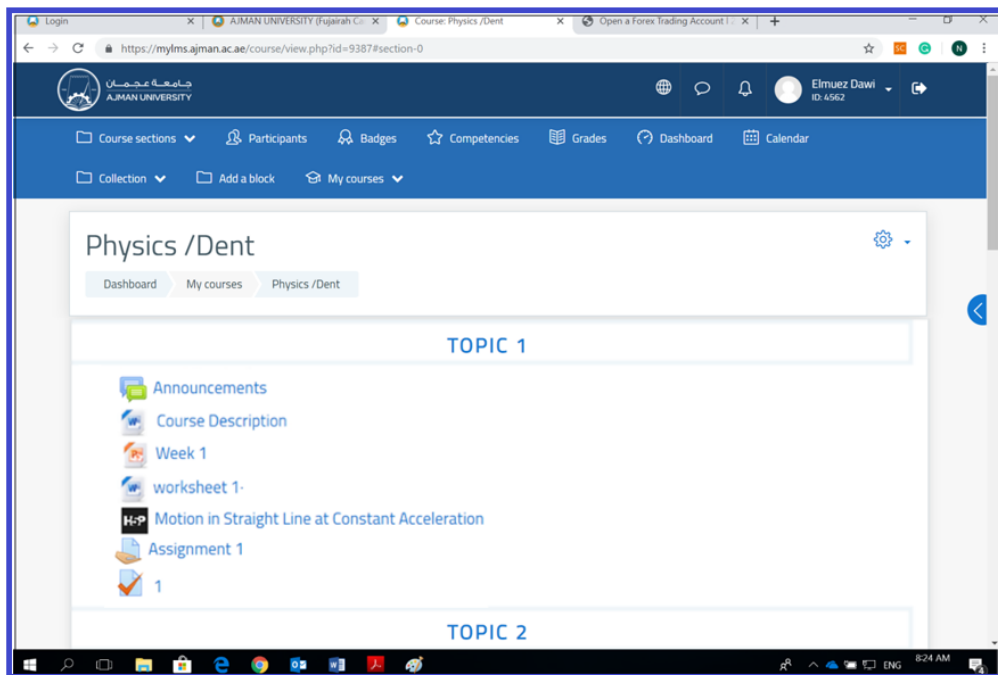 Login
AJMAN UNIVERSITY (Fujairah Ca
Course: Physics /Dent
Open a Forex Trading Account I
https://mylms.ajman.ac.ae/course/view.php?id=9387#section-0
SC
G
N
جامعة عجمان
AJMAN UNIVERSITY
Elmuez Dawi
ID: 4562
Course sections
Participants
Badges
Competencies
Grades
Dashboard
Calendar
Collection
Add a block
My courses
Physics /Dent
Dashboard
My courses
Physics /Dent
TOPIC 1
Announcements
Course Description
Week 1
worksheet 1·
H-P Motion in Straight Line at Constant Acceleration
Assignment 1
1
TOPIC 2
ENG
8:24 AM